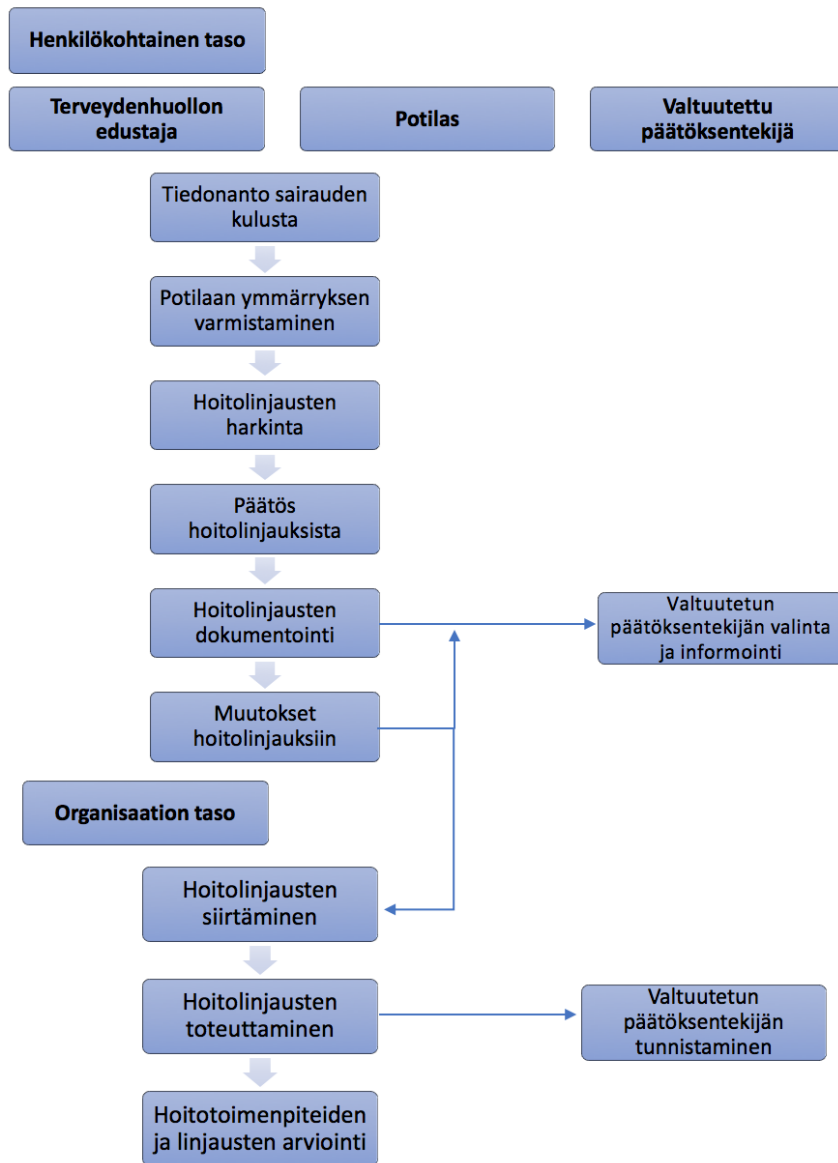 Henkilökohtainen taso
Terveydenhuollon
edustaja
Potilas
Valtuutettu
päätöksentekijä
Tiedonanto sairauden
kulusta
Potilaan ymmärryksen
varmistaminen
Hoitolinjausten
harkinta
Päätös
hoitolinjauksista
Hoitolinjausten
dokumentointi
Valtuutetun
päätöksentekijän valinta
ja informointi
Muutokset
hoitolinjauksiin
Organisaation taso
Hoitolinjausten
siirtäminen
Hoitolinjausten
toteuttaminen
Valtuutetun
päätöksentekijän
tunnistaminen
Hoitotoimenpiteiden
ja linjausten arviointi